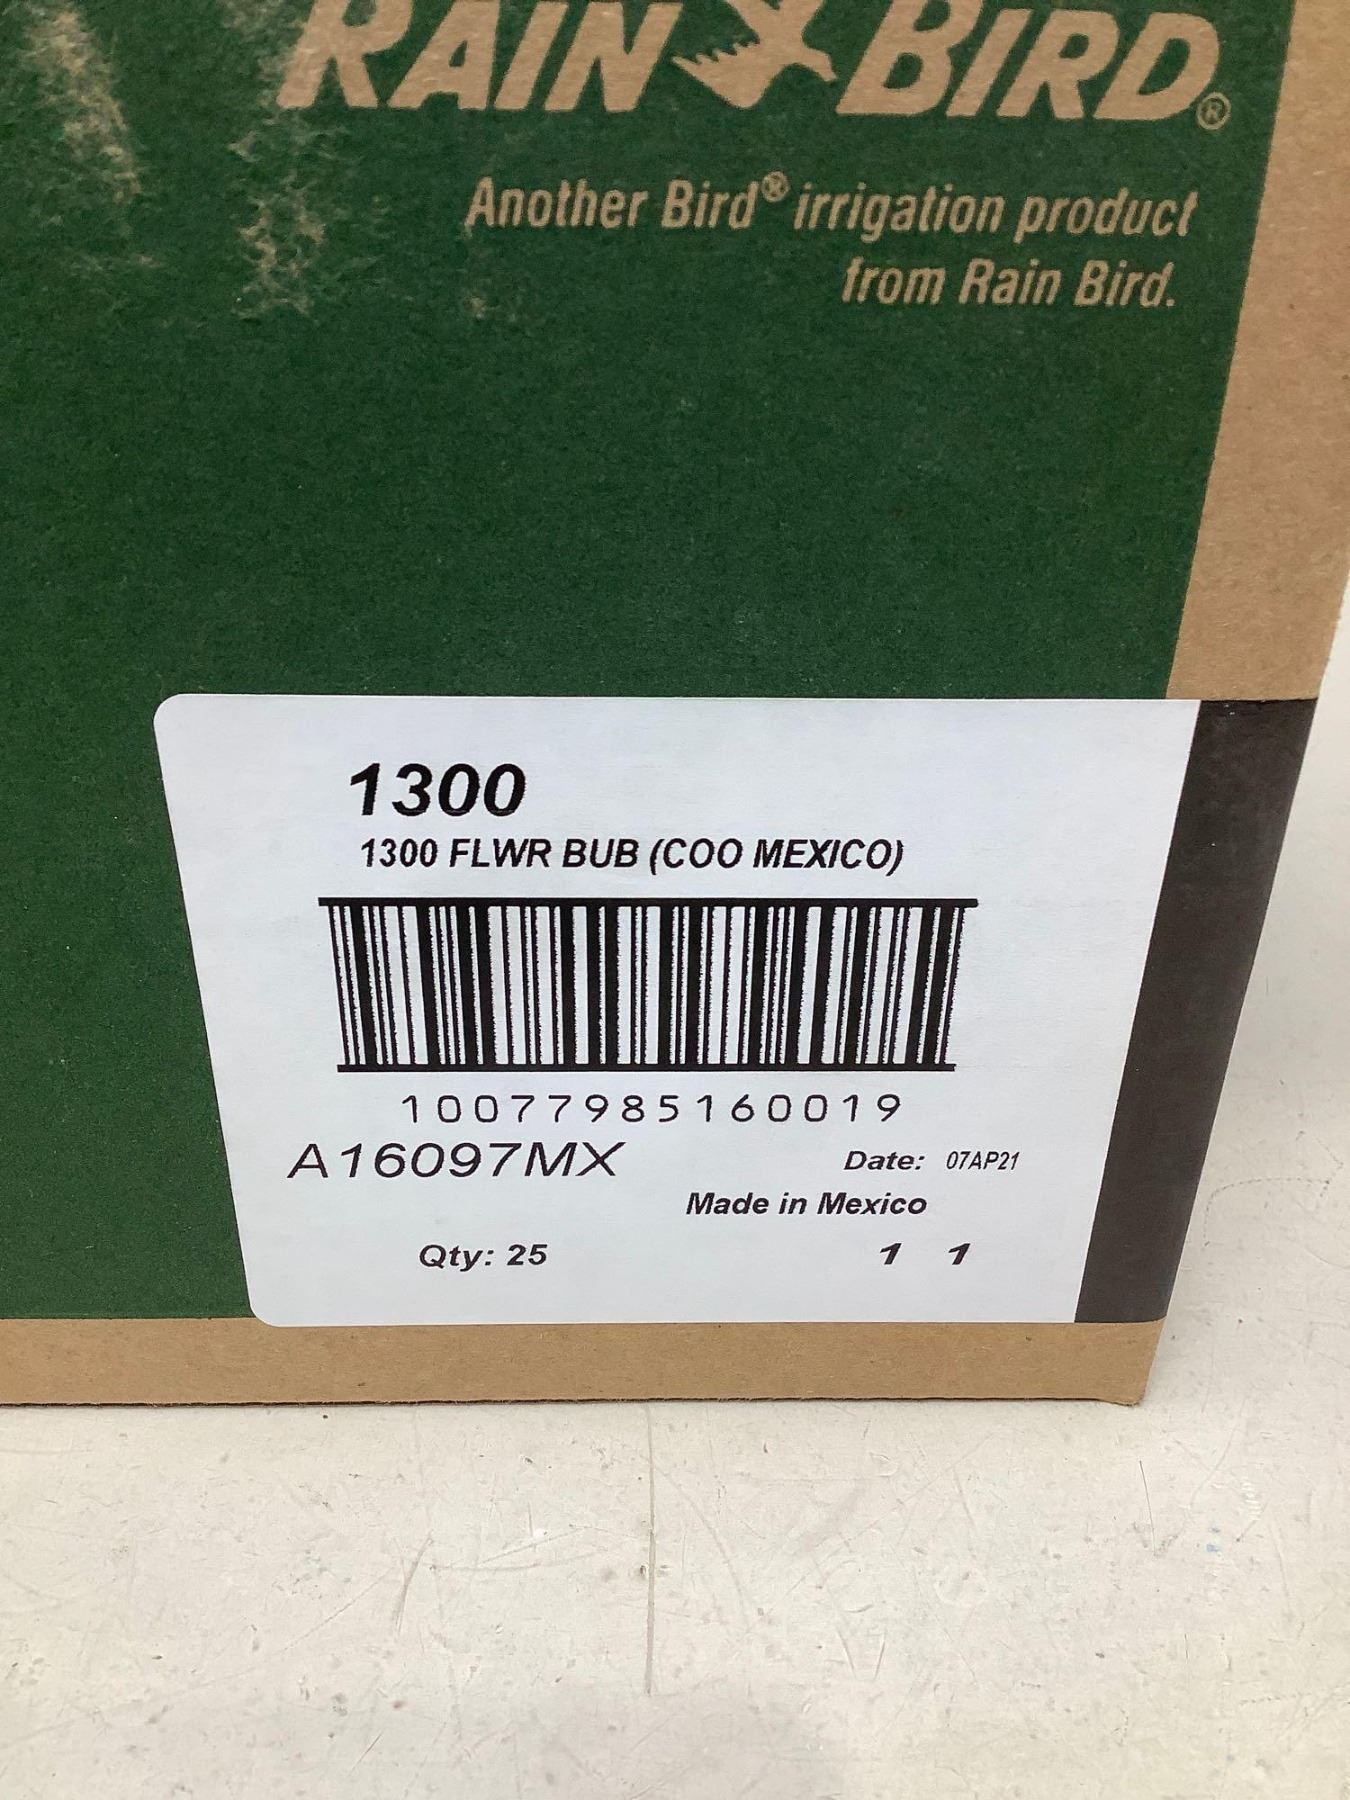 RAIN BIRD®
Another Bird® irrigation product
from Rain Bird.
1300
1300 FLWR BUB (COO MEXICO)
10077985160019
A16097MX Date: 07AP21
Made in Mexico
Qty: 25 1 1